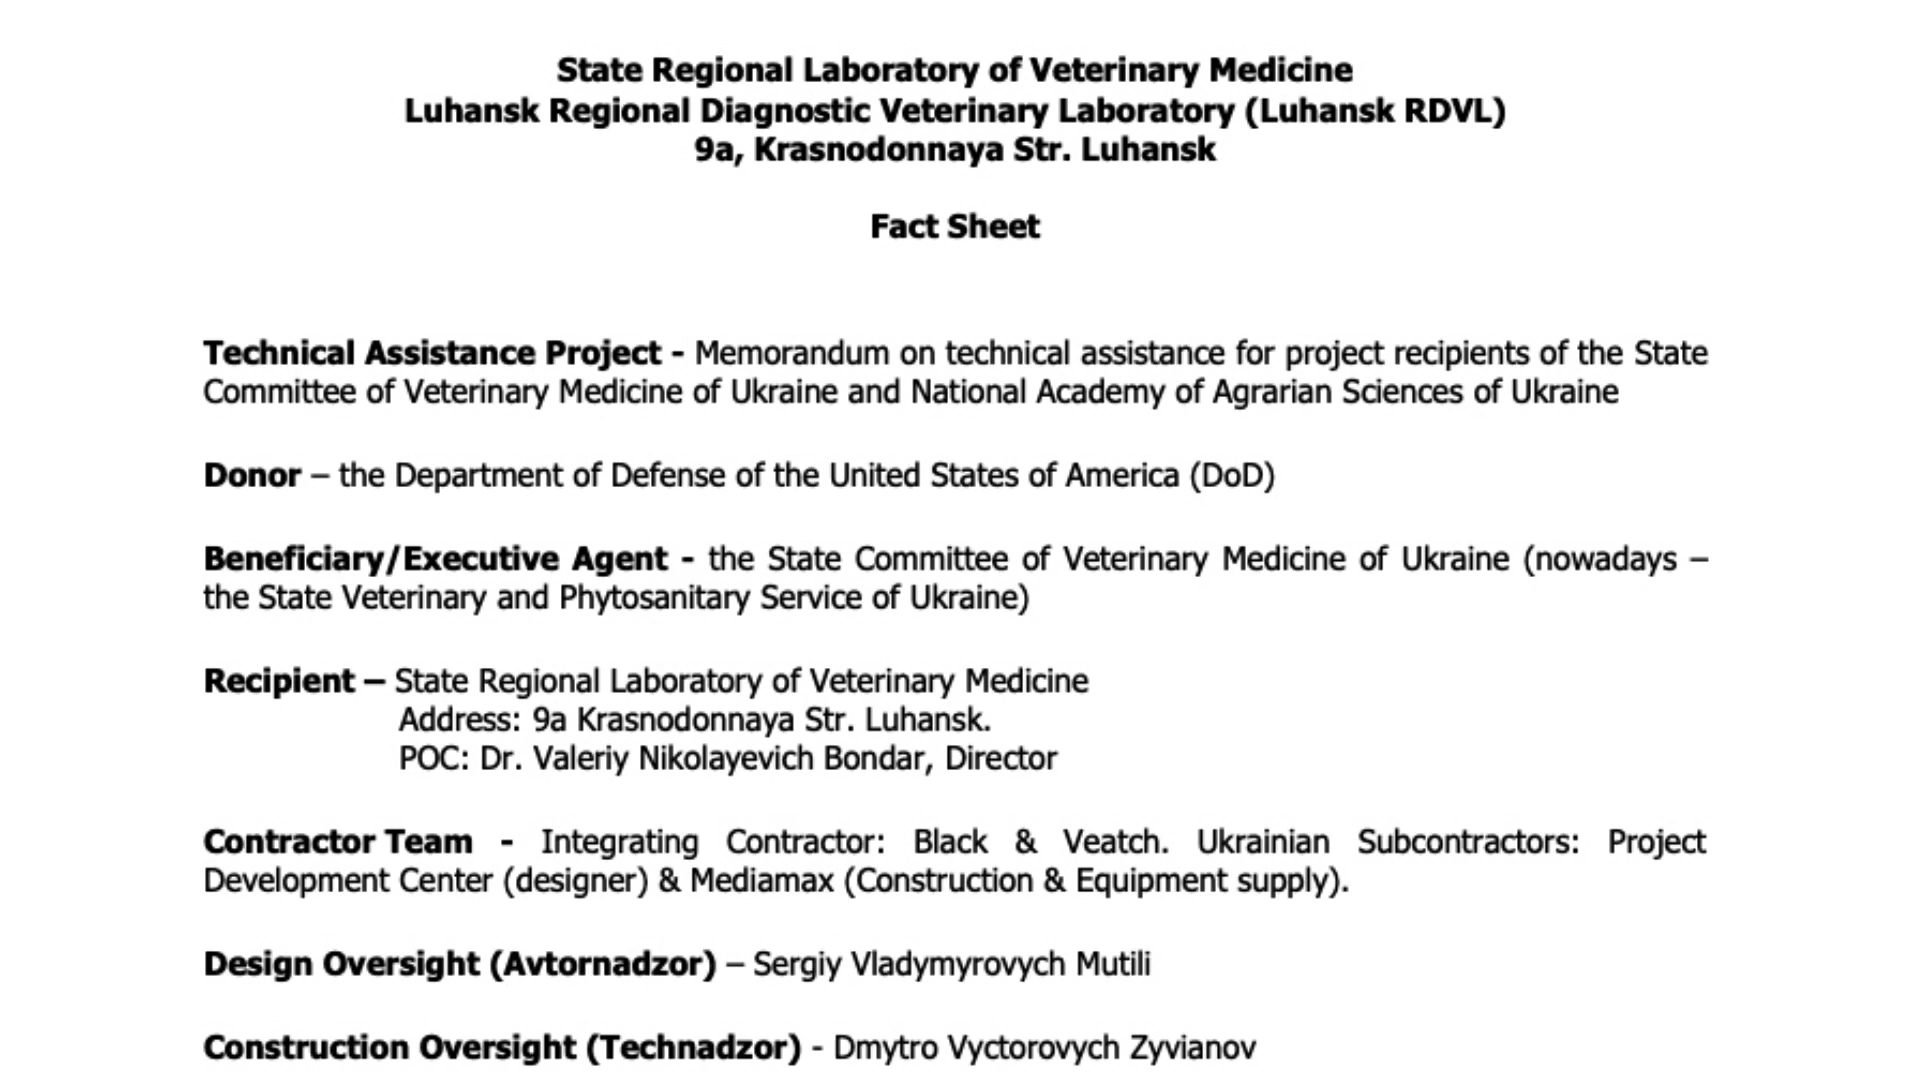 State Regional Laboratory of Veterinary Medicine
Luhansk Regional Diagnostic Veterinary Laboratory (Luhansk RDVL)
9a, Krasnodonnaya Str. Luhansk
Fact Sheet
Technical Assistance Project - Memorandum on technical assistance for project recipients of the State
Committee of Veterinary Medicine of Ukraine and National Academy of Agrarian Sciences of Ukraine
Donor – the Department of Defense of the United States of America (DoD)
Beneficiary/Executive Agent - the State Committee of Veterinary Medicine of Ukraine (nowadays –
the State Veterinary and Phytosanitary Service of Ukraine)
Recipient – State Regional Laboratory of Veterinary Medicine
Address: 9a Krasnodonnaya Str. Luhansk.
POC: Dr. Valeriy Nikolayevich Bondar, Director
Contractor Team - Integrating Contractor: Black & Veatch. Ukrainian Subcontractors: Project
Development Center (designer) & Mediamax (Construction & Equipment supply).
Design Oversight (Avtornadzor) – Sergiy Vladymyrovych Mutili
Construction Oversight (Technadzor) - Dmytro Vyctorovych Zyvianov